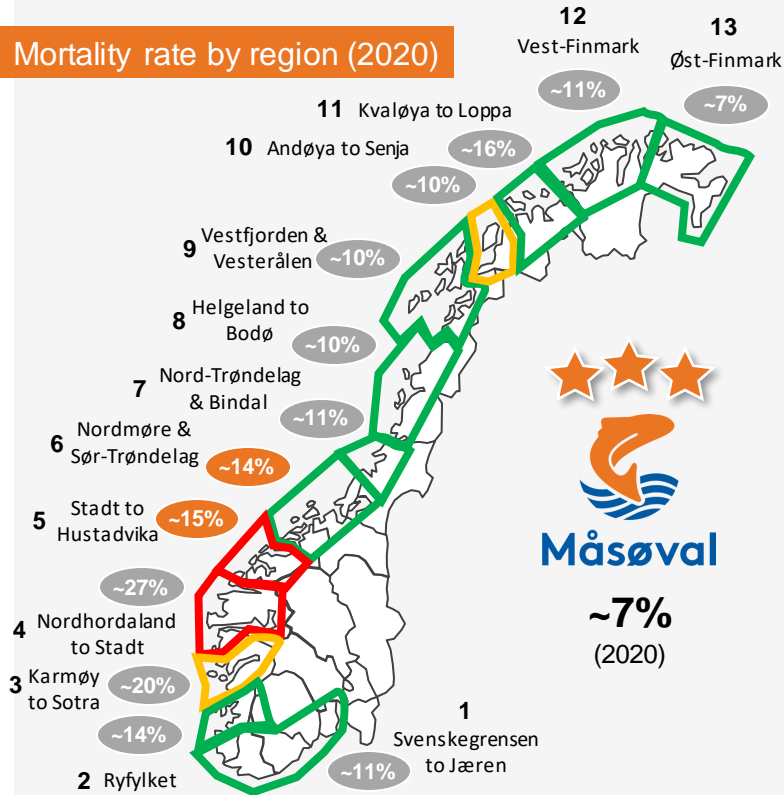 Mortality rate by region (2020)
12
Vest-Finmark
~11%
13
Øst-Finmark
~7%
11 Kvaløya to Loppa
~16%
10 Andøya to Senja
~10%
9 Vestfjorden &
Vesterålen
~10%
8 Helgeland to
Bodø
~10%
7 Nord-Trøndelag
& Bindal
~11%
6 Nordmøre &
Sør-Trøndelag
~14%
5 Stadt to
Hustadvika
~15%
~27%
4 Nordhordaland
to Stadt
3 Karmøy
to Sotra
~20%
~14%
2 Ryfylket
1
Svenskegrensen
to Jæren
~11%
Måsøval
~7%
(2020)